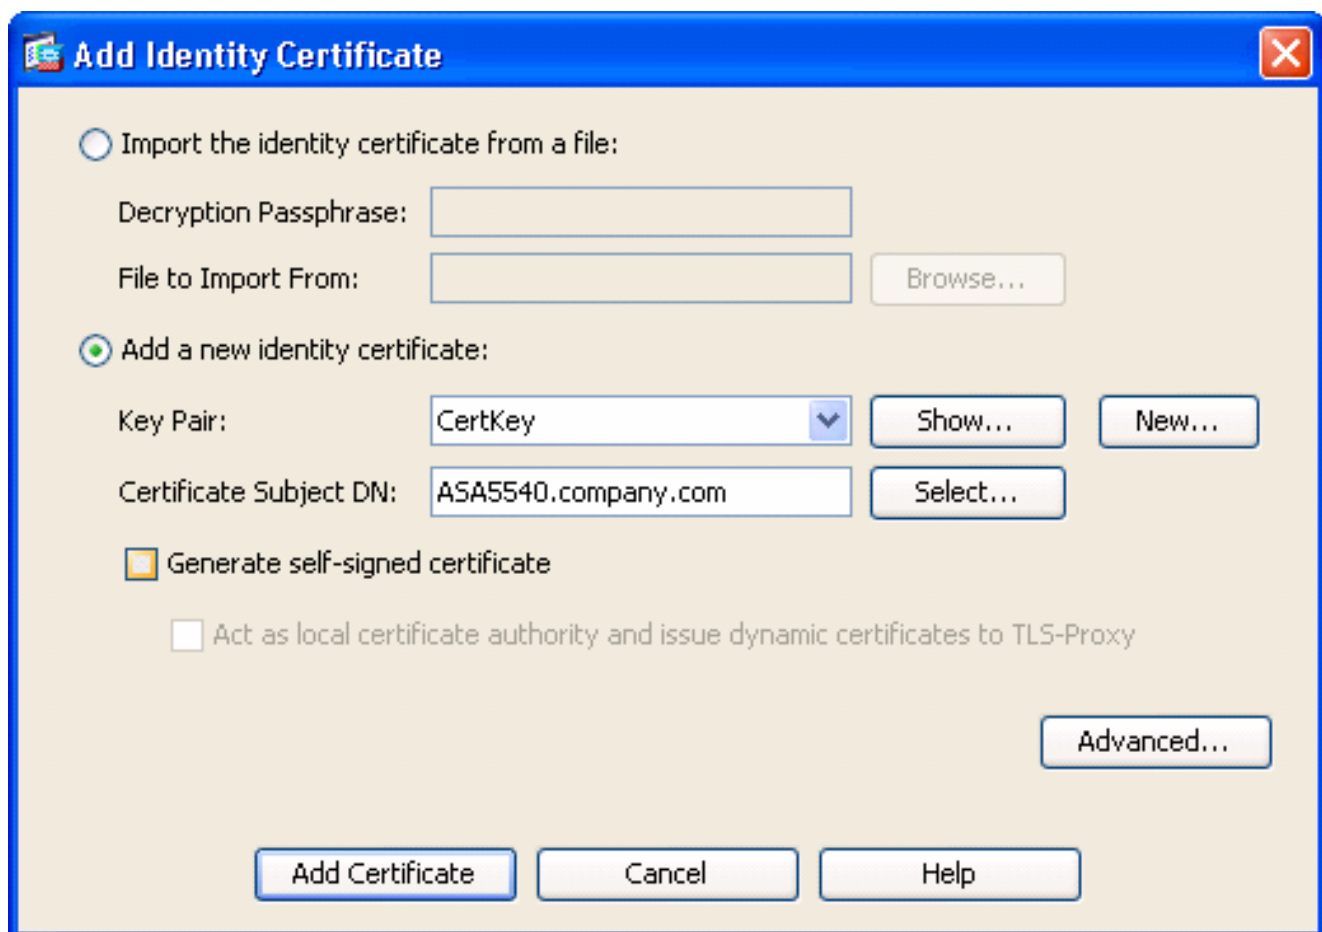 Add Identity Certificate
Import the identity certificate from a file:
Decryption Passphrase:
File to Import From: Browse...
Add a new identity certificate:
Key Pair: CertKey Show... New...
Certificate Subject DN: ASA5540.company.com Select...
Generate self-signed certificate
Act as local certificate authority and issue dynamic certificates to TLS-Proxy
Advanced...
Add Certificate Cancel Help